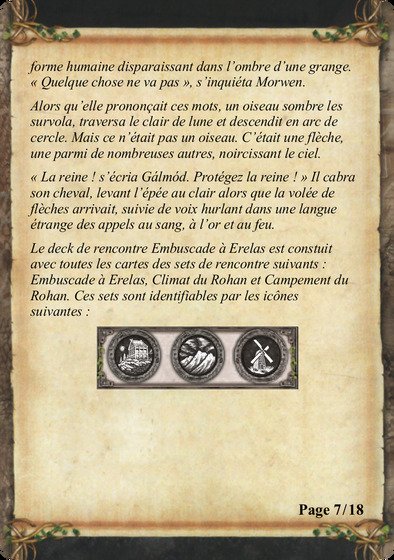 forme humaine disparaissant dans l’ombre d’une grange.
« Quelque chose ne va pas », s’inquiéta Morwen.
Alors qu’elle prononçait ces mots, un oiseau sombre les
survola, traversa le clair de lune et descendit en arc de
cercle. Mais ce n’était pas un oiseau. C’était une flèche,
une parmi de nombreuses autres, noircissant le ciel.
« La reine ! s’écria Gálmód. Protégez la reine ! » Il cabra
son cheval, levant l’épée au clair alors que la volée de
flèches arrivait, suivie de voix hurlant dans une langue
étrange des appels au sang, à l’or et au feu.
Le deck de rencontre Embuscade à Erelas est constuit
avec toutes les cartes des sets de rencontre suivants :
Embuscade à Erelas, Climat du Rohan et Campement du
Rohan. Ces sets sont identifiables par les icônes
suivantes :
Page 7/18